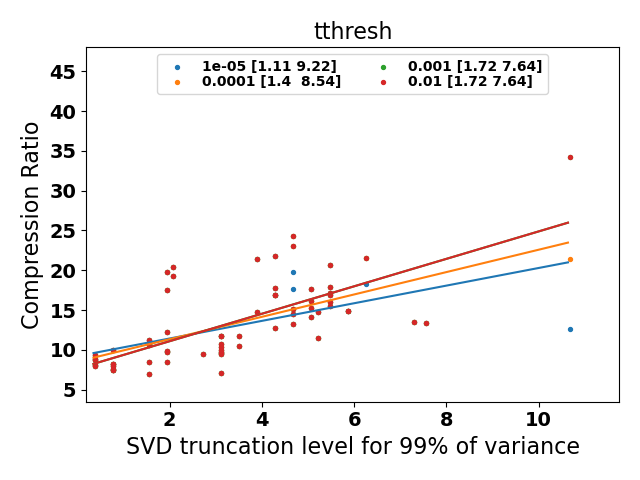 tthresh
1e-05 [1.11 9.22]
0.0001 [1.4  8.54]
0.001 [1.72 7.64]
0.01 [1.72 7.64]
Compression Ratio
45
40
35
30
25
20
15
10
5
2
4
6
8
10
SVD truncation level for 99% of variance